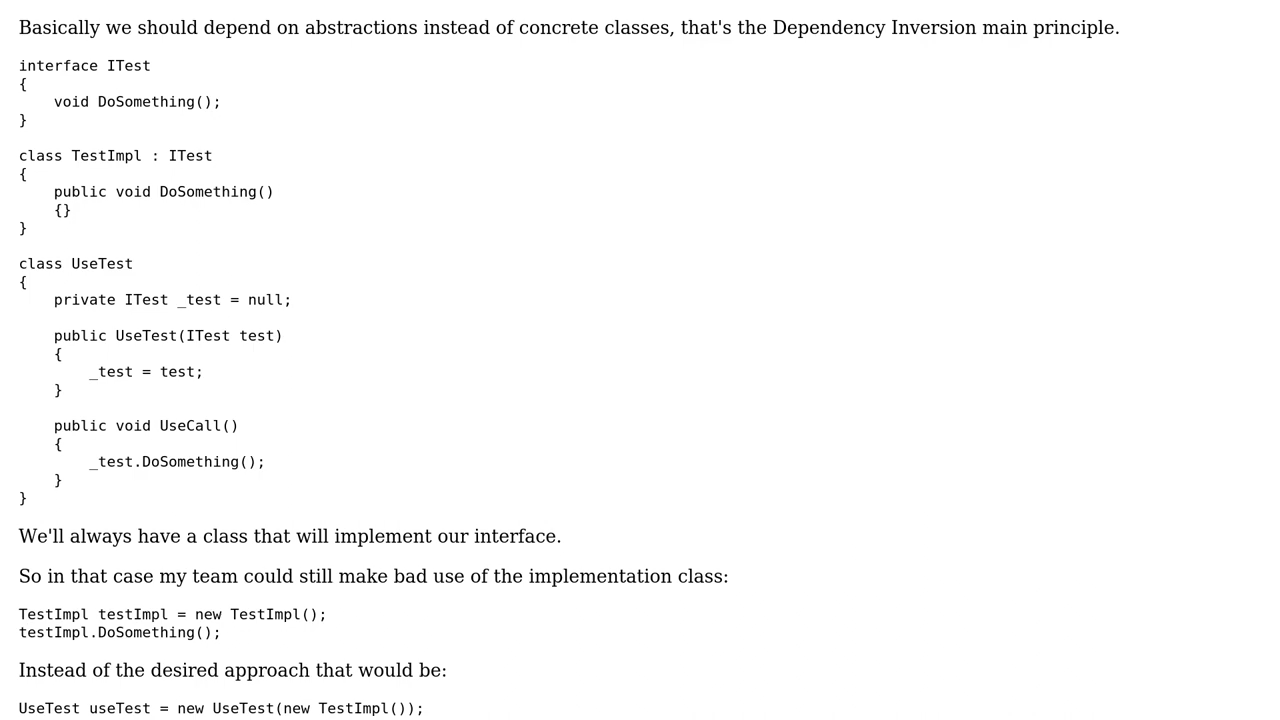 Basically we should depend on abstractions instead of concrete classes, that's the Dependency Inversion main principle.
interface ITest
{
    void DoSomething();
}
class TestImpl : ITest
{
    public void DoSomething()
    {}
}
class UseTest
{
    private ITest _test = null;
    public UseTest(ITest test)
    {
        _test = test;
    }
    public void UseCall()
    {
        _test.DoSomething();
    }
}
We'll always have a class that will implement our interface.
So in that case my team could still make bad use of the implementation class:
TestImpl testImpl = new TestImpl();
testImpl.DoSomething();
Instead of the desired approach that would be:
UseTest useTest = new UseTest(new TestImpl());